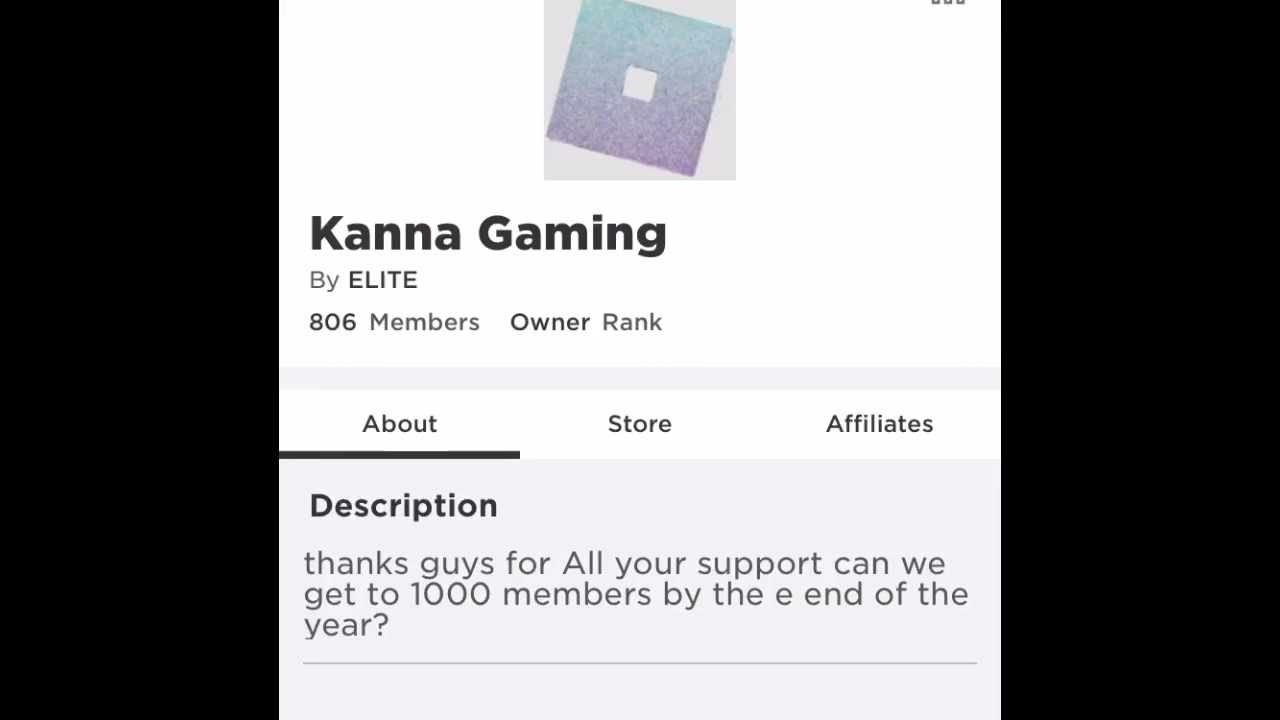 Kanna Gaming
By ELITE
806 Members Owner Rank
About Store Affiliates
Description
thanks guys for All your support can we
get to 1000 members by the e end of the
year?